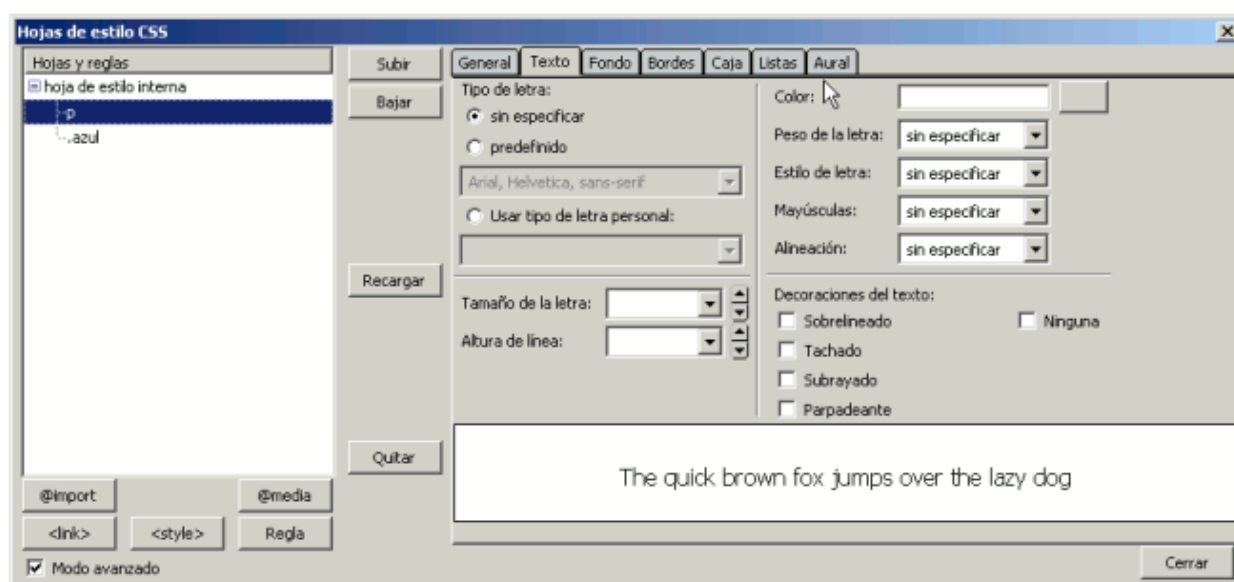 Hojas de estilo CSS
Hojas y reglas
hoja de estilo interna
p
.azul
Subir
Bajar
Recargar
Quitar
@import
@media
<link>
<style>
Regla
Modo avanzado
General Texto Fondo Bordes Caja Listas Aural
Tipo de letra:
sin especificar
predefinido
Arial, Helvetica, sans-serif
Usar tipo de letra personal:
Tamaño de la letra:
Altura de línea:
Color:
Peso de la letra: sin especificar
Estilo de letra: sin especificar
Mayúsculas: sin especificar
Alineación: sin especificar
Decoraciones del texto:
Sobrelineado Ninguna
Tachado
Subrayado
Parpadeante
The quick brown fox jumps over the lazy dog
Cerrar